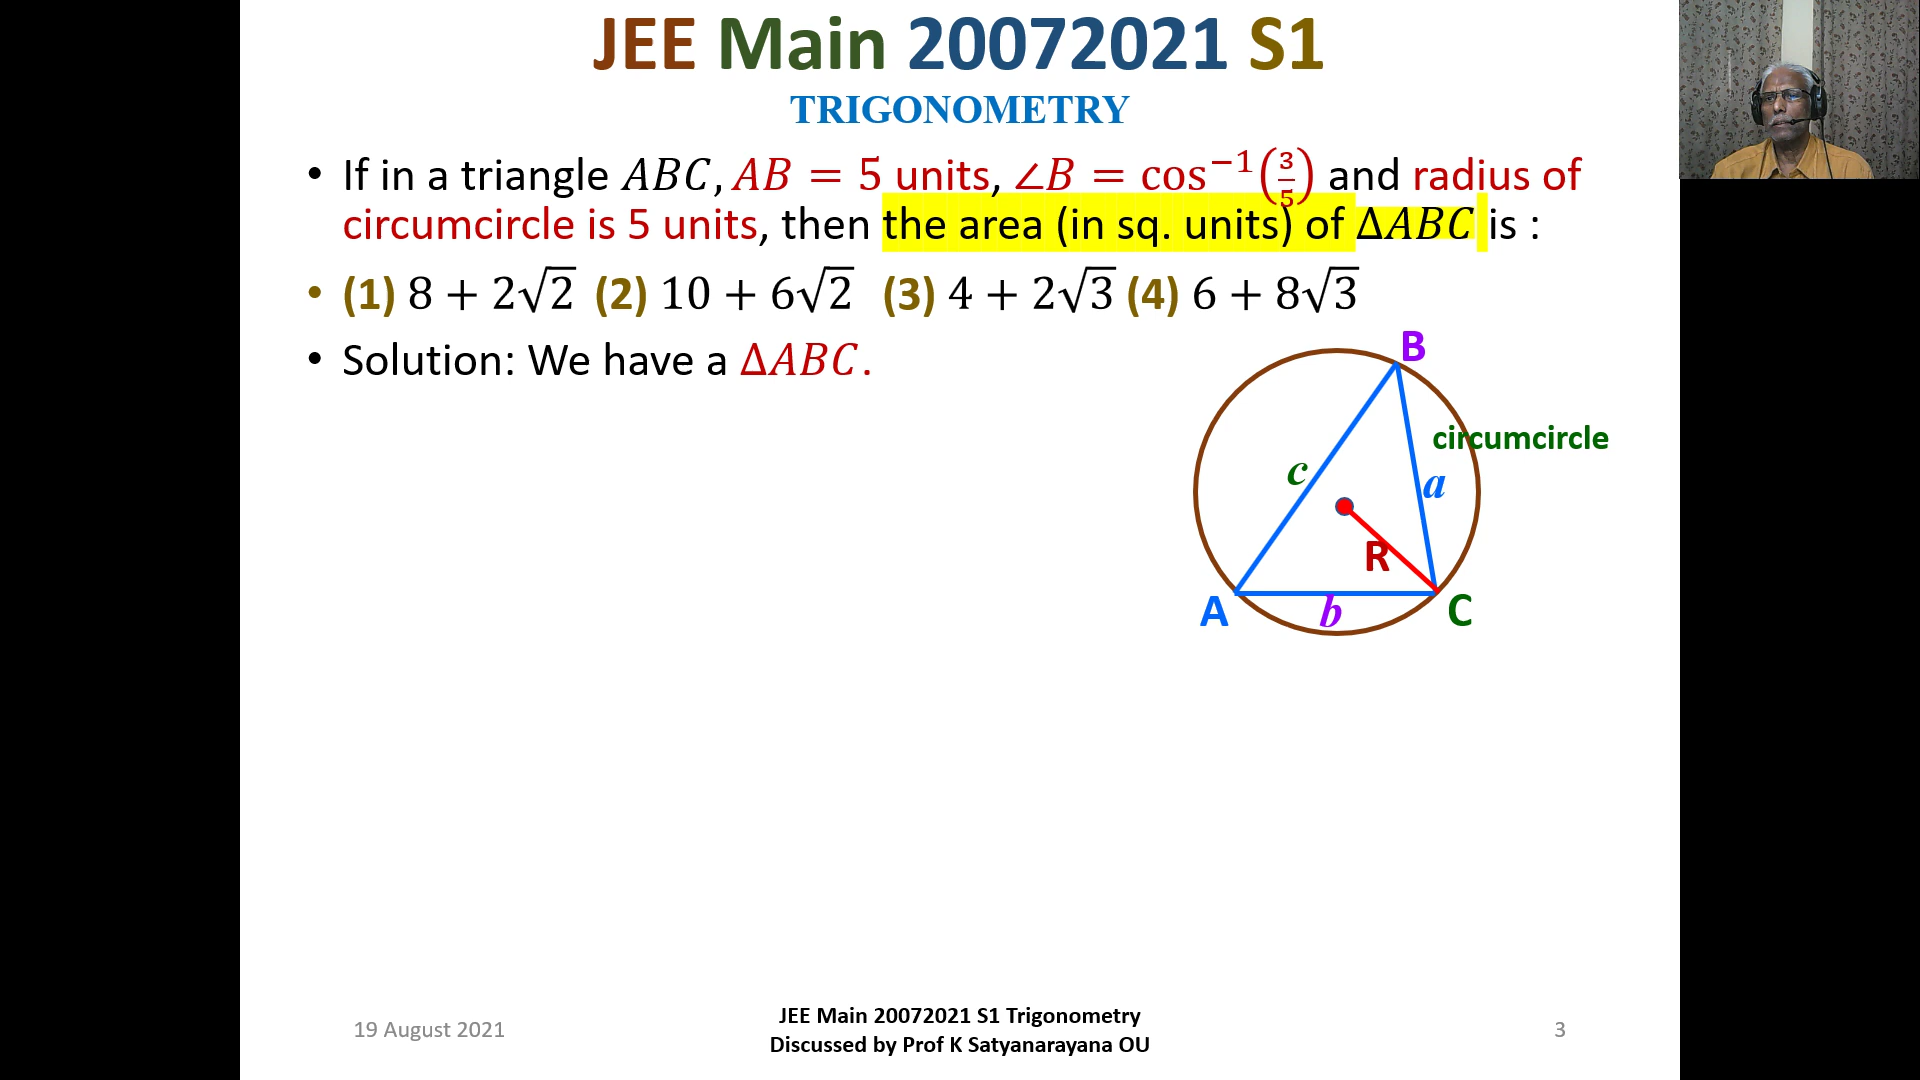 JEE Main 20072021 S1
TRIGONOMETRY
• If in a triangle ABC, AB = 5 units, ∠B = cos⁻¹(3/5) and radius of
circumcircle is 5 units, then the area (in sq. units) of ΔABC is :
• (1) 8 + 2√2 (2) 10 + 6√2 (3) 4 + 2√3 (4) 6 + 8√3
• Solution: We have a ΔABC.
B
circumcircle
c
a
R
A
b
C
19 August 2021
JEE Main 20072021 S1 Trigonometry
Discussed by Prof K Satyanarayana OU
3